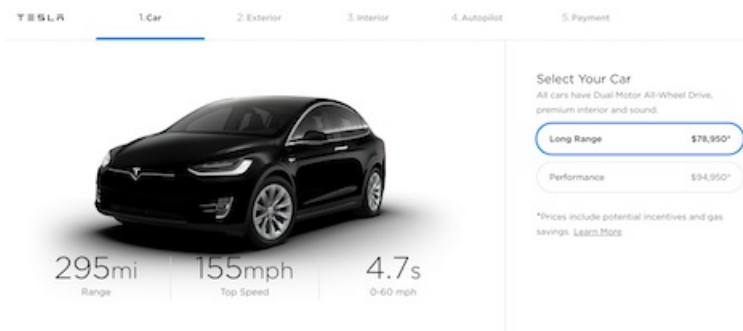 TESLA
1. Car
2. Exterior
3. Interior
4. Autopilot
5. Payment
Select Your Car
All cars have Dual Motor All-Wheel Drive,
premium interior and sound.
Long Range $78,950*
Performance $94,950*
*Prices include potential incentives and gas
savings. Learn More
295mi 155mph 4.7s
Range Top Speed 0-60 mph